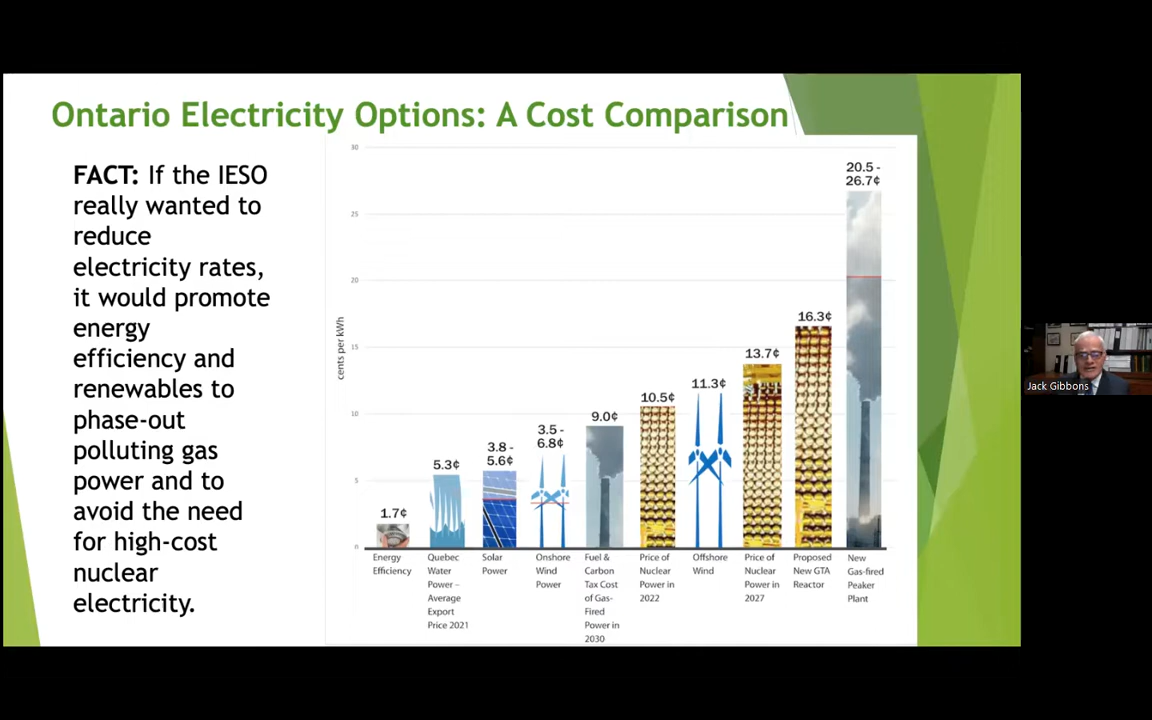 Ontario Electricity Options: A Cost Comparison
FACT: If the IESO
really wanted to
reduce
electricity rates,
it would promote
energy
efficiency and
renewables to
phase-out
polluting gas
power and to
avoid the need
for high-cost
nuclear
electricity.
cents per kWh
30
25
20
15
10
5
0
1.7¢
5.3¢
3.8 -
5.6¢
3.5 -
6.8¢
9.0¢
10.5¢
11.3¢
13.7¢
16.3¢
20.5 -
26.7¢
Energy
Efficiency
Quebec
Water
Power –
Average
Export
Price 2021
Solar
Power
Onshore
Wind
Power
Fuel &
Carbon
Tax Cost
of Gas-
Fired
Power in
2030
Price of
Nuclear
Power in
2022
Offshore
Wind
Price of
Nuclear
Power in
2027
Proposed
New GTA
Reactor
New
Gas-fired
Peaker
Plant
Jack Gibbons